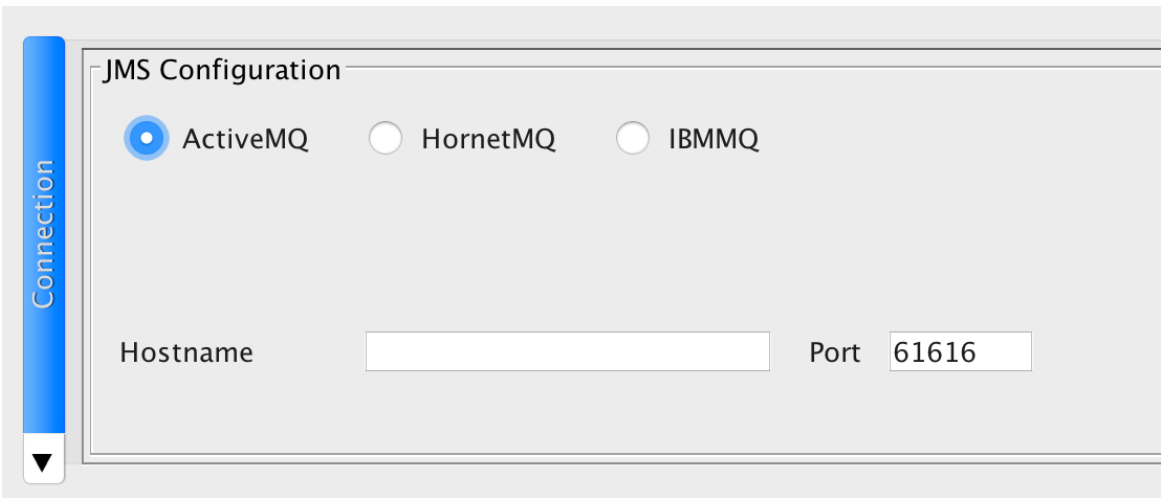 JMS Configuration
ActiveMQ HornetMQ IBMMQ
Connection
Hostname Port 61616